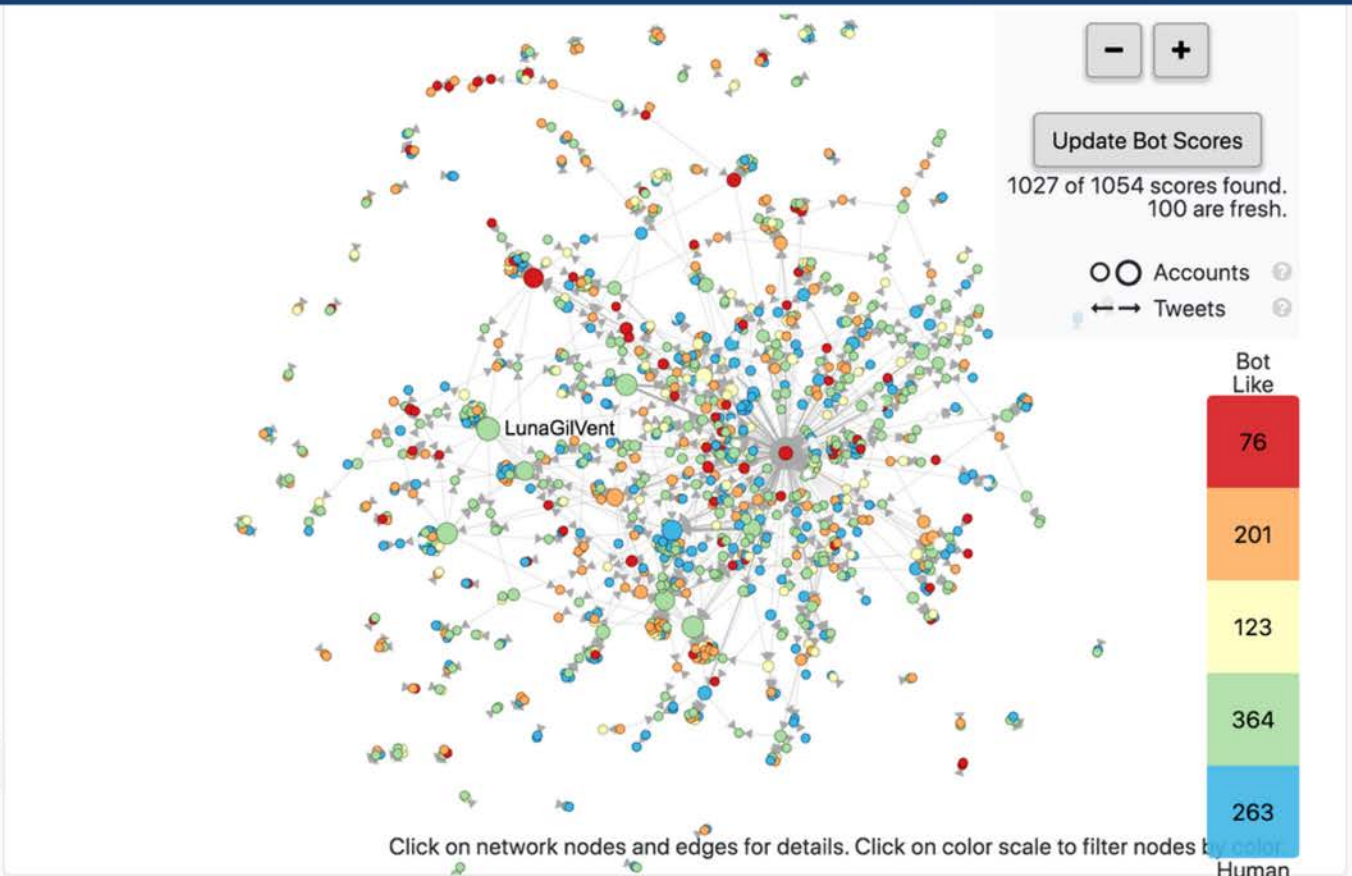 −
+
Update Bot Scores
1027 of 1054 scores found.
100 are fresh.
Accounts ?
Tweets ?
Bot
Like
76
201
123
364
263
Human
LunaGilVent
Click on network nodes and edges for details. Click on color scale to filter nodes by color.